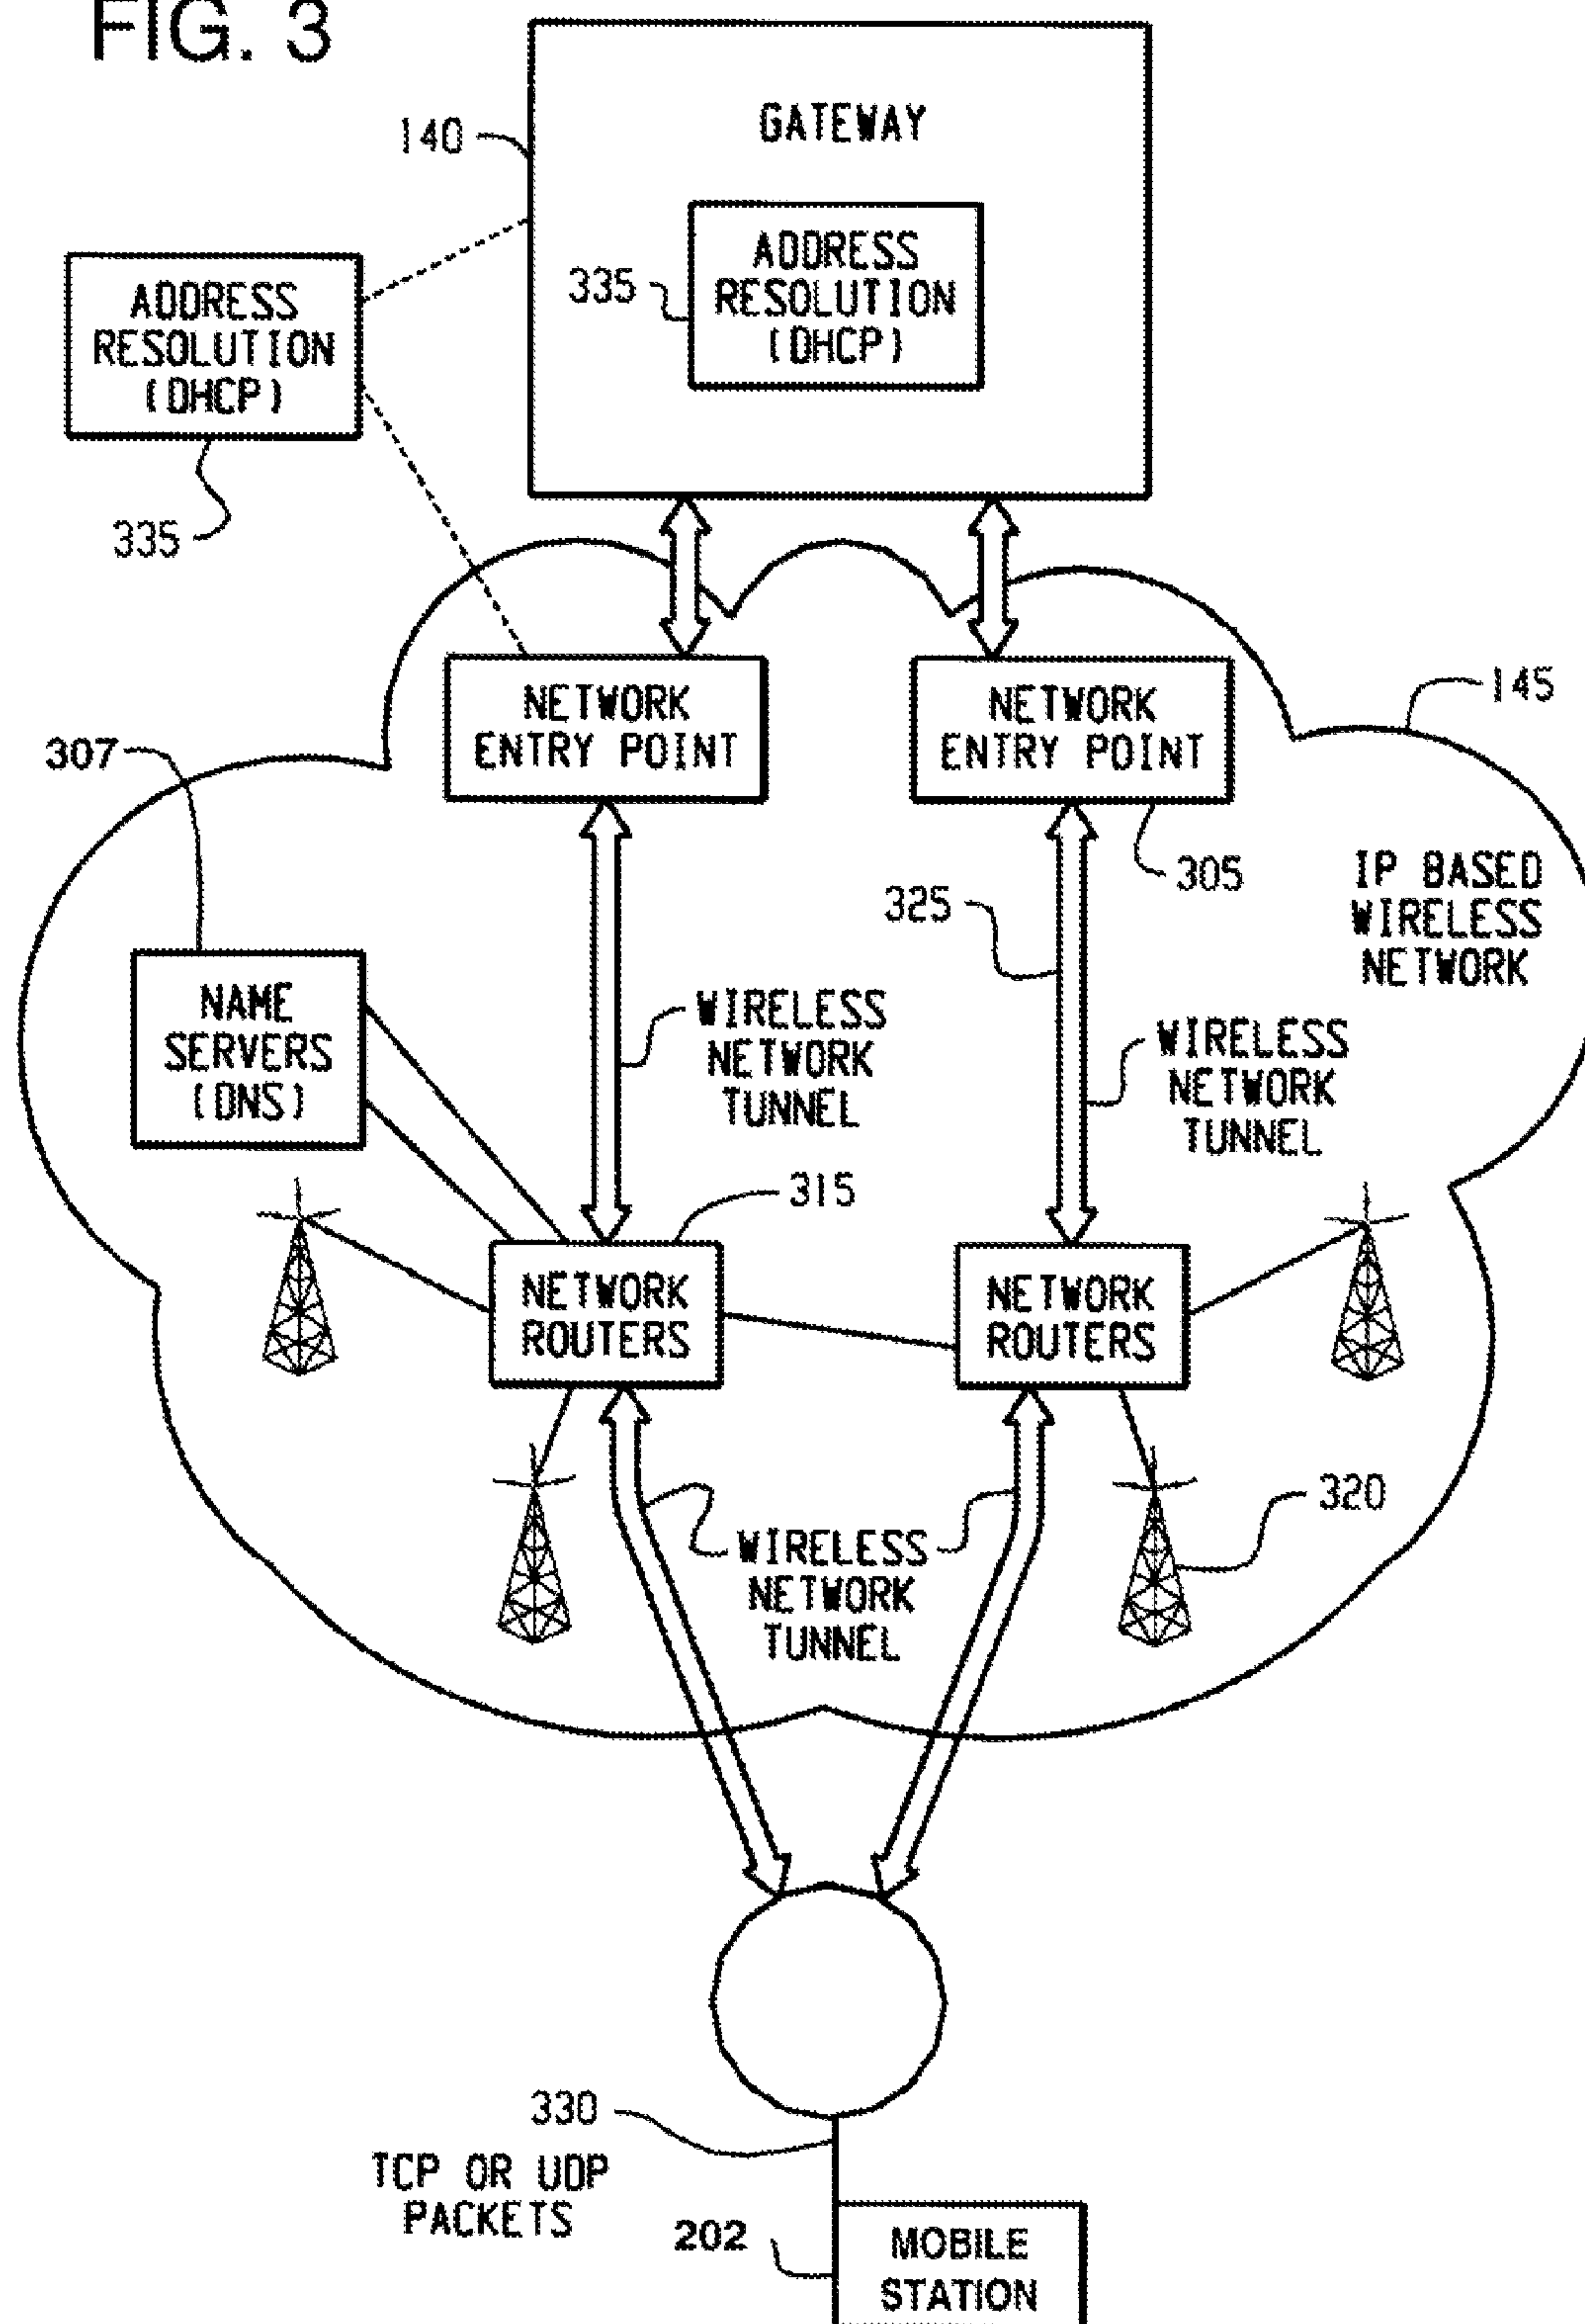 FIG. 3
GATEWAY
140
ADDRESS
RESOLUTION
(DHCP)
335
ADDRESS
RESOLUTION
(DHCP)
335
NETWORK
ENTRY POINT
NETWORK
ENTRY POINT
145
307
305
325
IP BASED
WIRELESS
NETWORK
NAME
SERVERS
(DNS)
WIRELESS
NETWORK
TUNNEL
WIRELESS
NETWORK
TUNNEL
315
NETWORK
ROUTERS
NETWORK
ROUTERS
320
WIRELESS
NETWORK
TUNNEL
330
TCP OR UDP
PACKETS
202
MOBILE
STATION